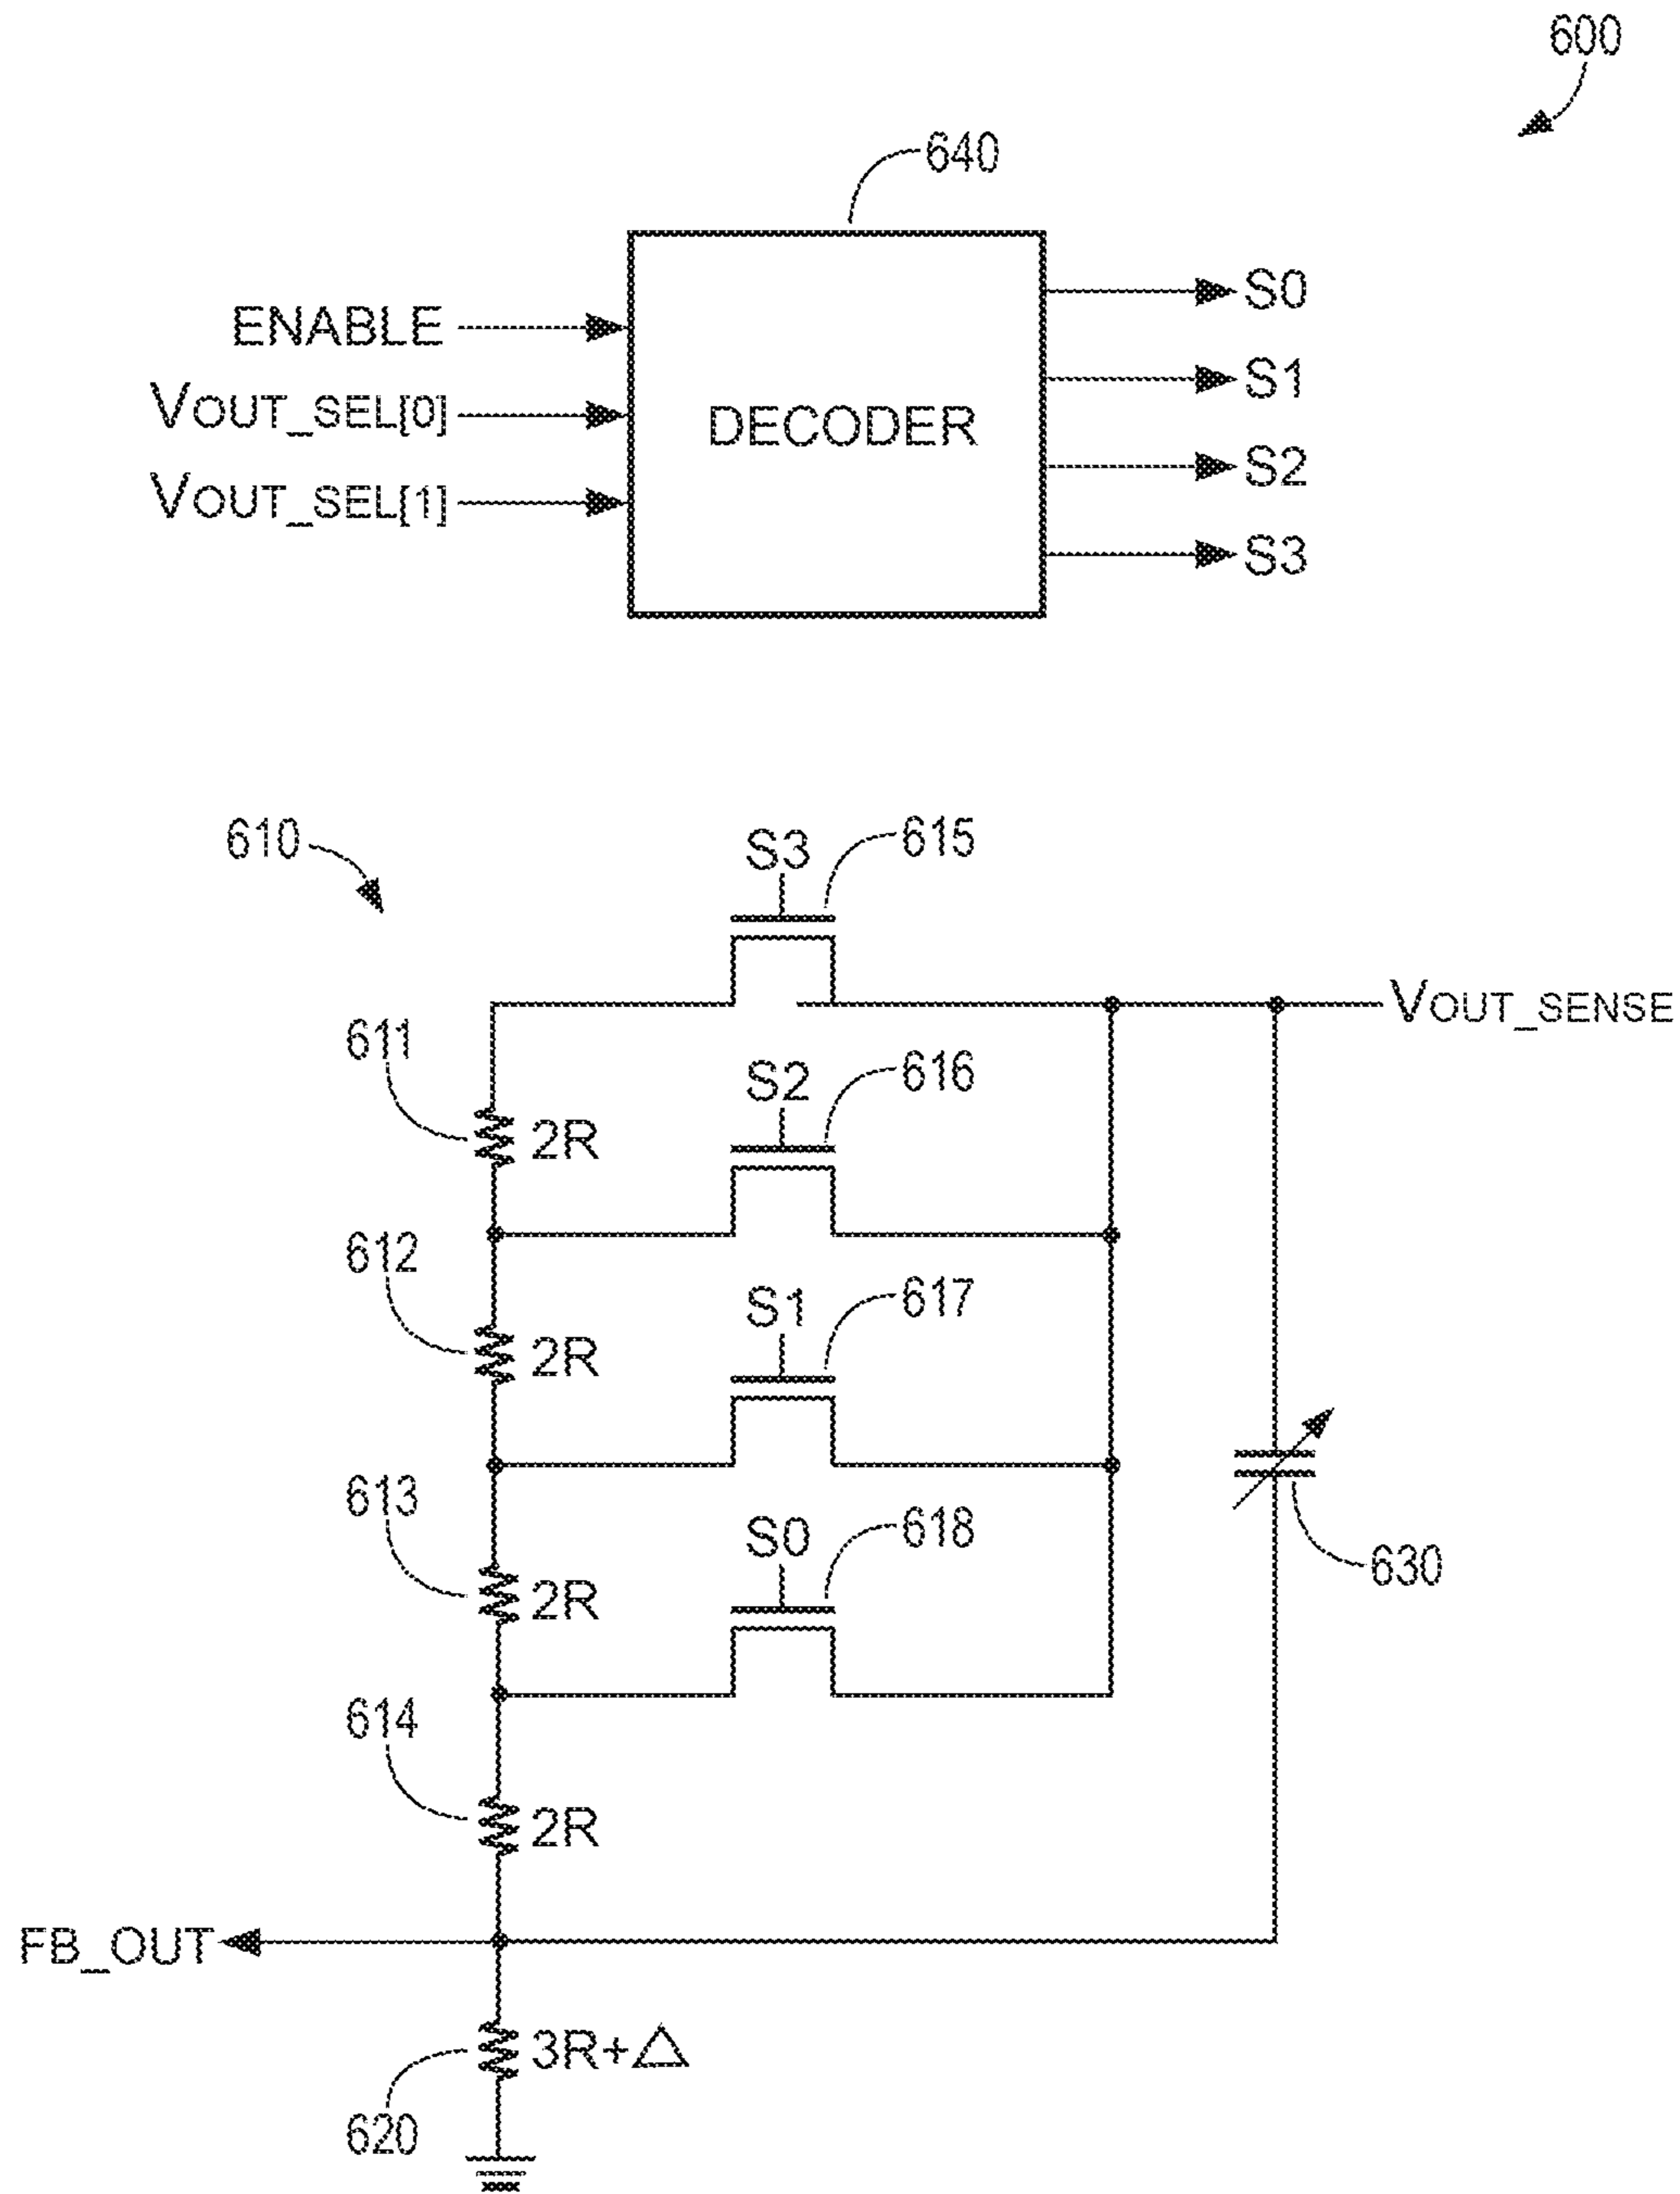 600
640
ENABLE
VOUT_SEL[0]
VOUT_SEL[1]
DECODER
S0
S1
S2
S3
610
S3
615
VOUT_SENSE
611
2R
S2
616
612
2R
S1
617
613
2R
S0
618
630
614
2R
FB_OUT
3R+△
620